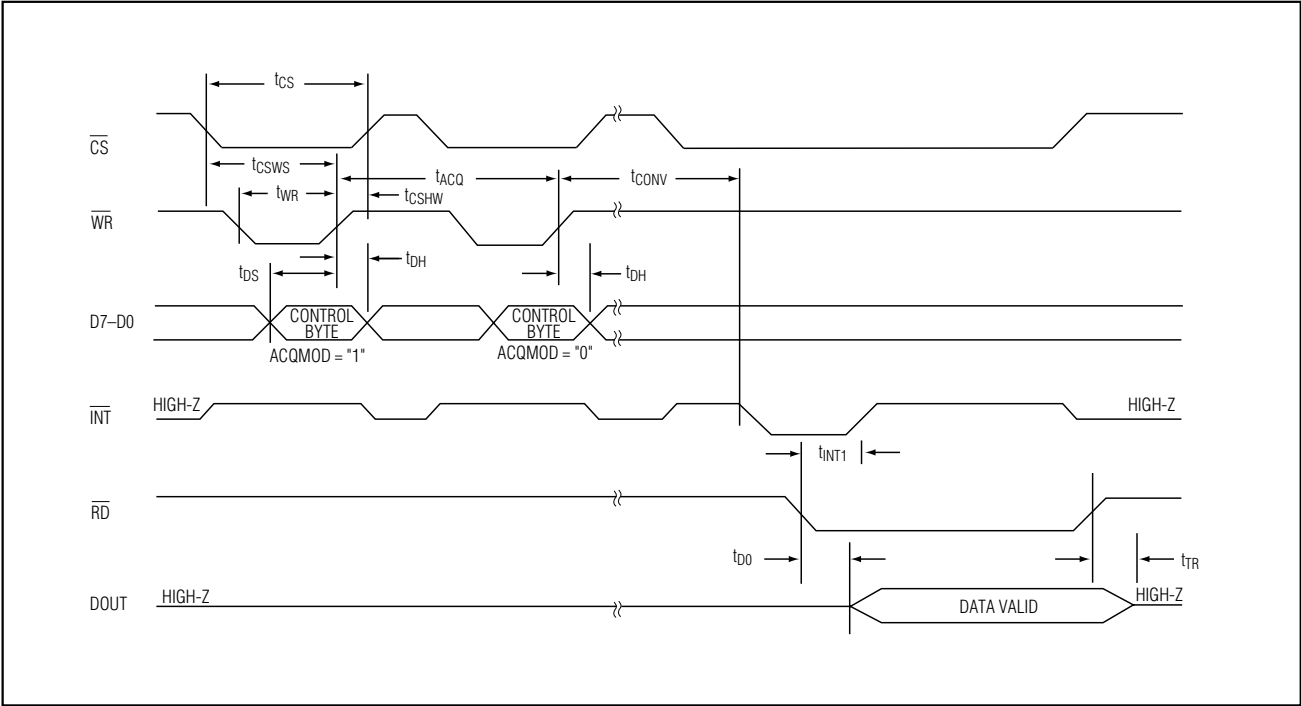 tCS
CS
tCSWS
tACQ
tCONV
tWR
tCSHW
WR
tDS
tDH
tDH
D7–D0
CONTROL
BYTE
CONTROL
BYTE
ACQMOD = "1"
ACQMOD = "0"
INT
HIGH-Z
HIGH-Z
tINT1
RD
tD0
tTR
DOUT
HIGH-Z
DATA VALID
HIGH-Z